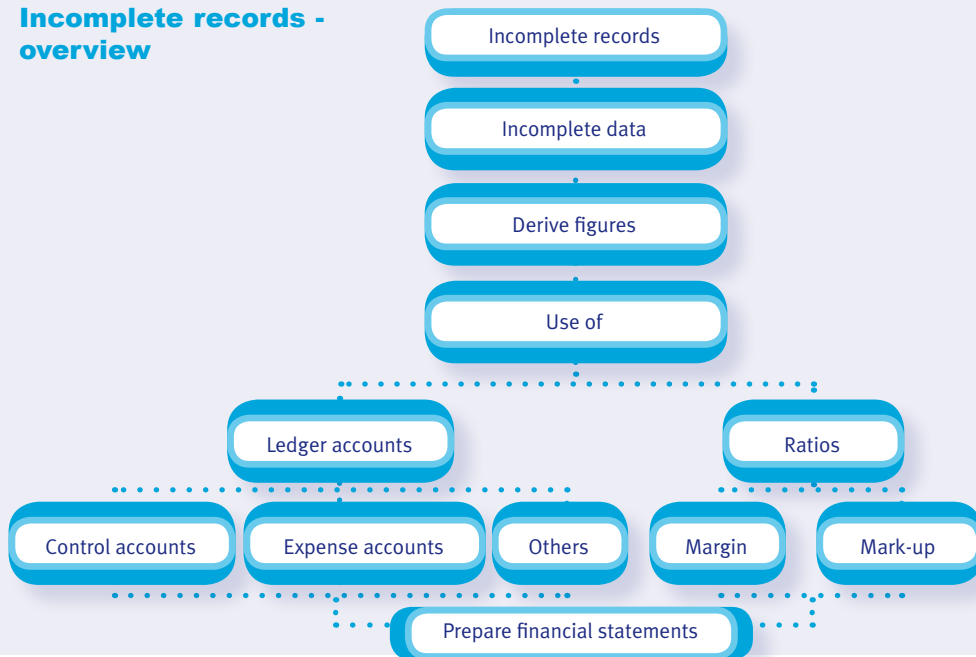 Incomplete records -
overview
Incomplete records
Incomplete data
Derive figures
Use of
Ledger accounts
Ratios
Control accounts
Expense accounts
Others
Margin
Mark-up
Prepare financial statements